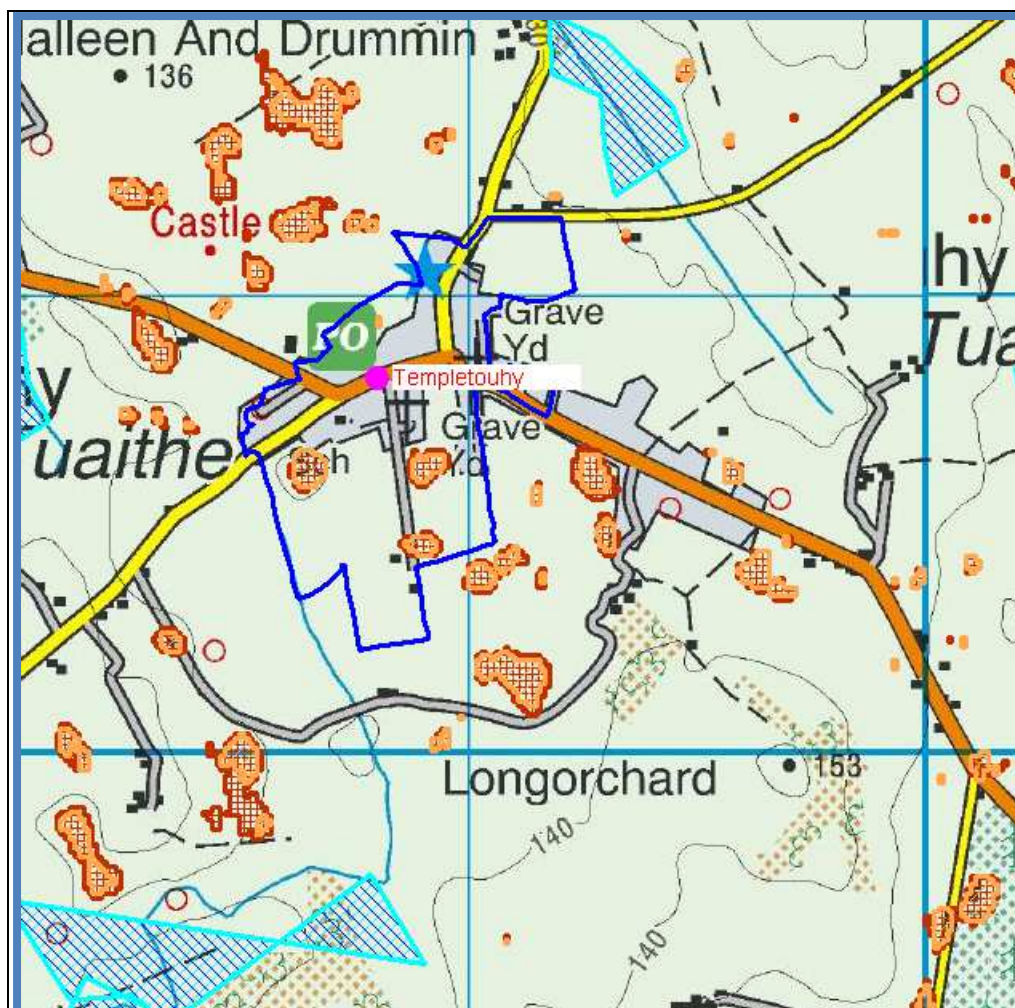 alleen And Drummin
136
Castle
PO
hy
Grave
Yd
Tua
Templetouhy
y
Grave
Yd
uaithe
Sch
Longorchard
153
140
140